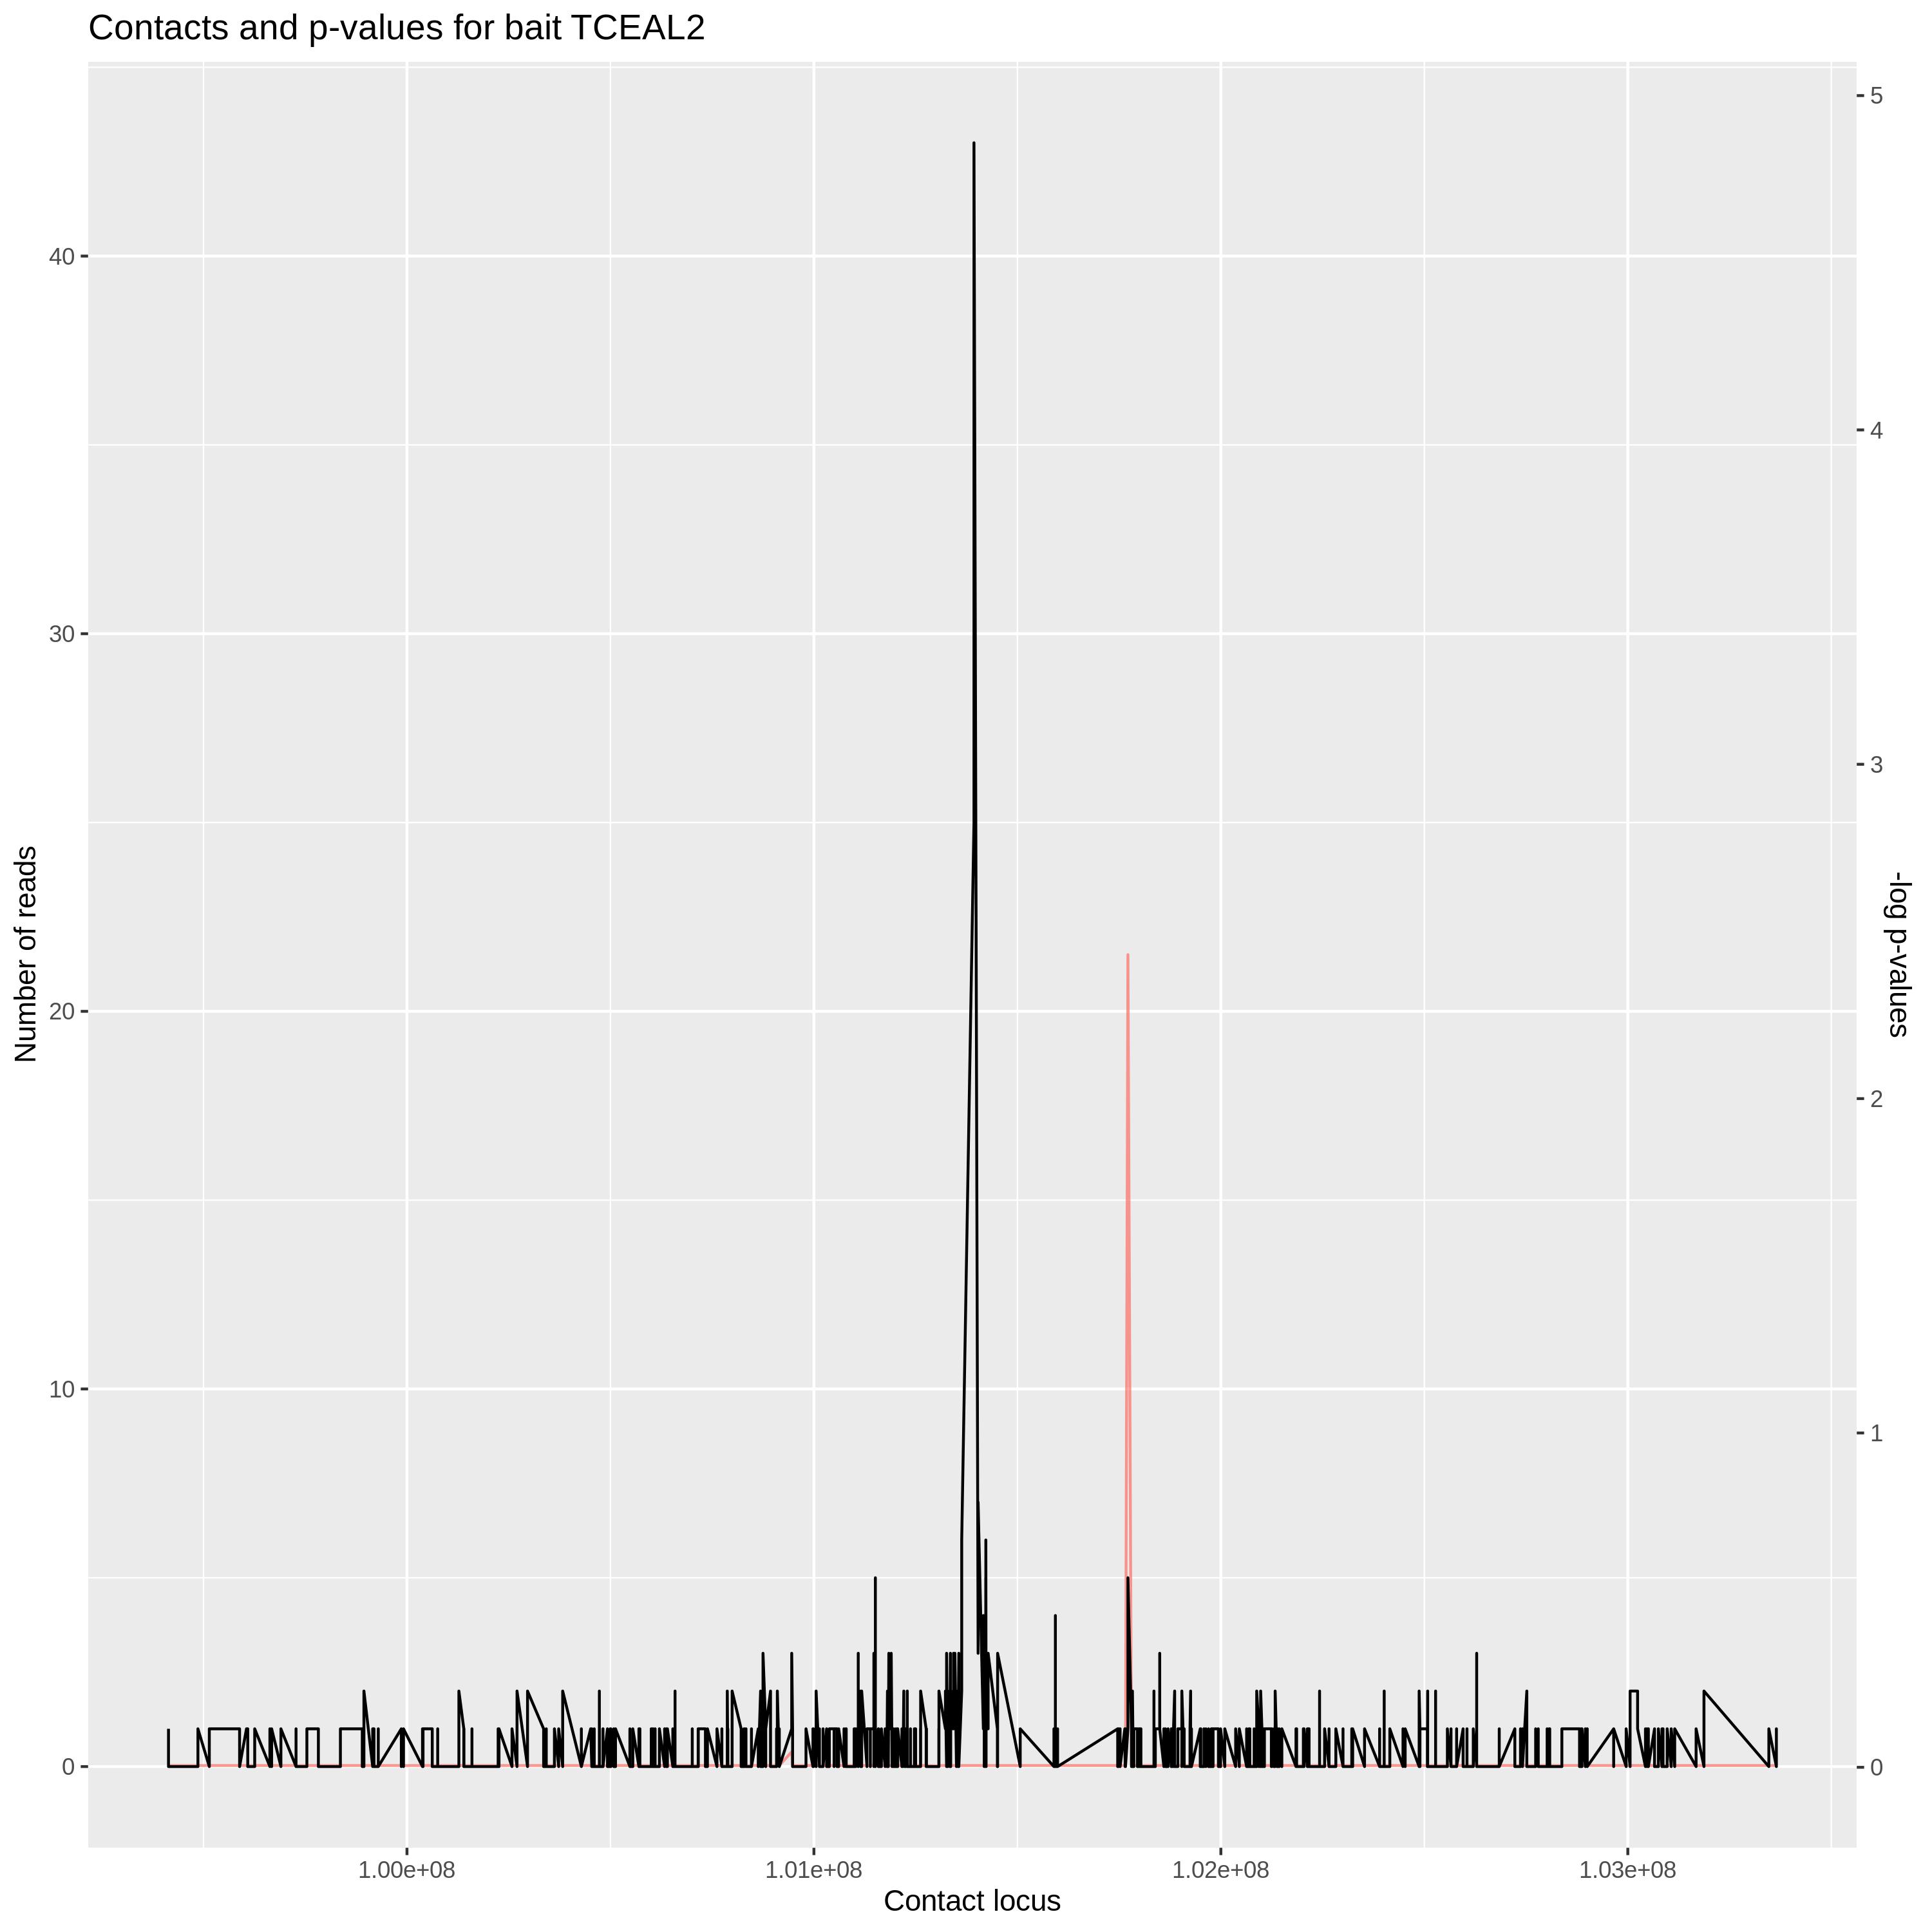 Contacts and p-values for bait TCEAL2
Number of reads
40
30
20
10
0
5
4
3
2
1
0
-log p-values
1.00e+08
1.01e+08
1.02e+08
1.03e+08
Contact locus